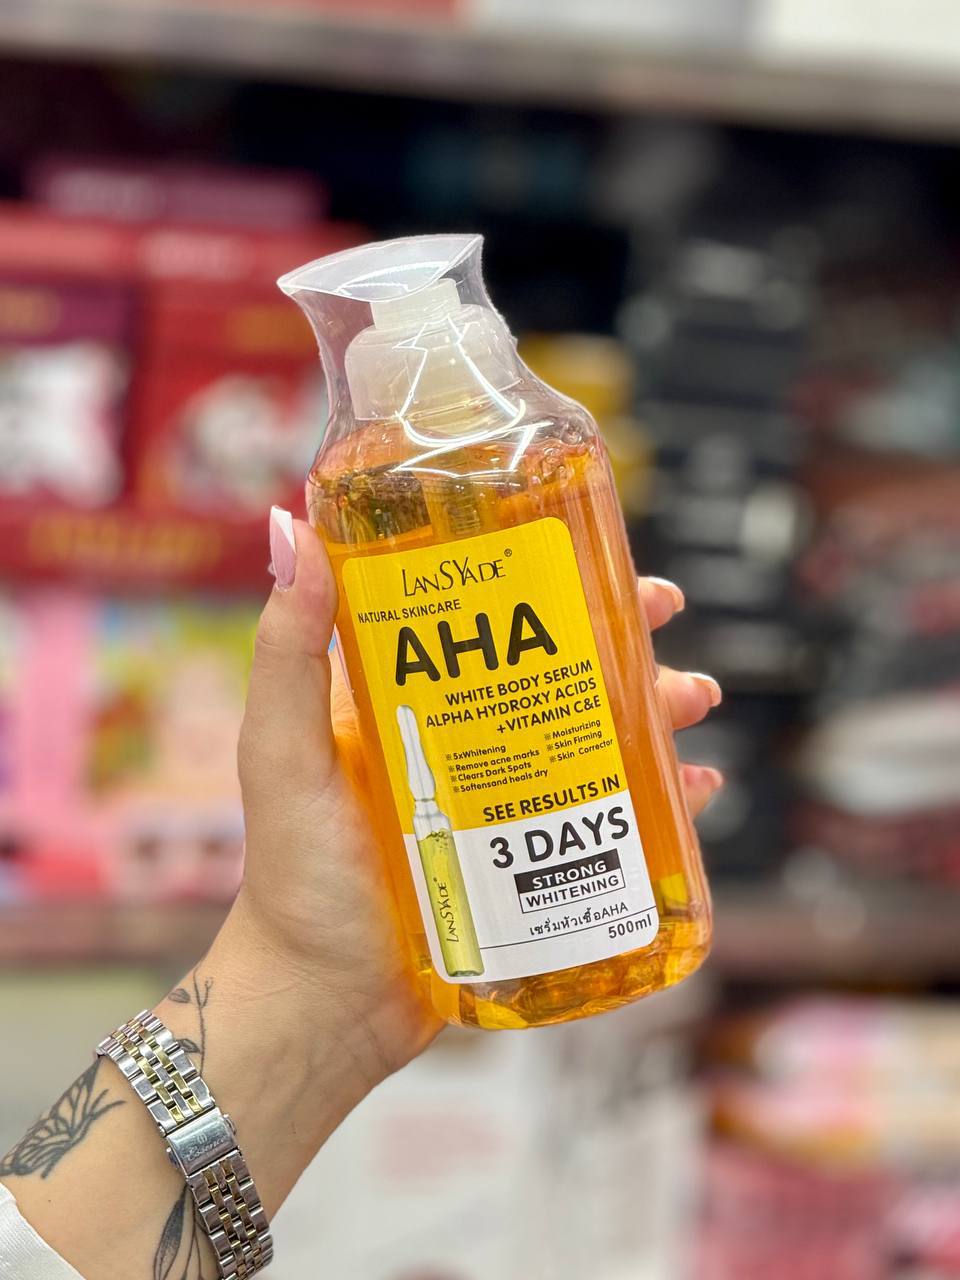 LANSYADE®
NATURAL SKINCARE
AHA
WHITE BODY SERUM
ALPHA HYDROXY ACIDS
+VITAMIN C&E
※5xWhitening
※Remove acne marks
※Clears Dark Spots
※Softensand heals dry
※Moisturizing
※Skin Firming
※Skin Corrector
SEE RESULTS IN
3 DAYS
STRONG
WHITENING
เซรั่มหัวเชื้อAHA
500ml
LANSYADE®
Essence